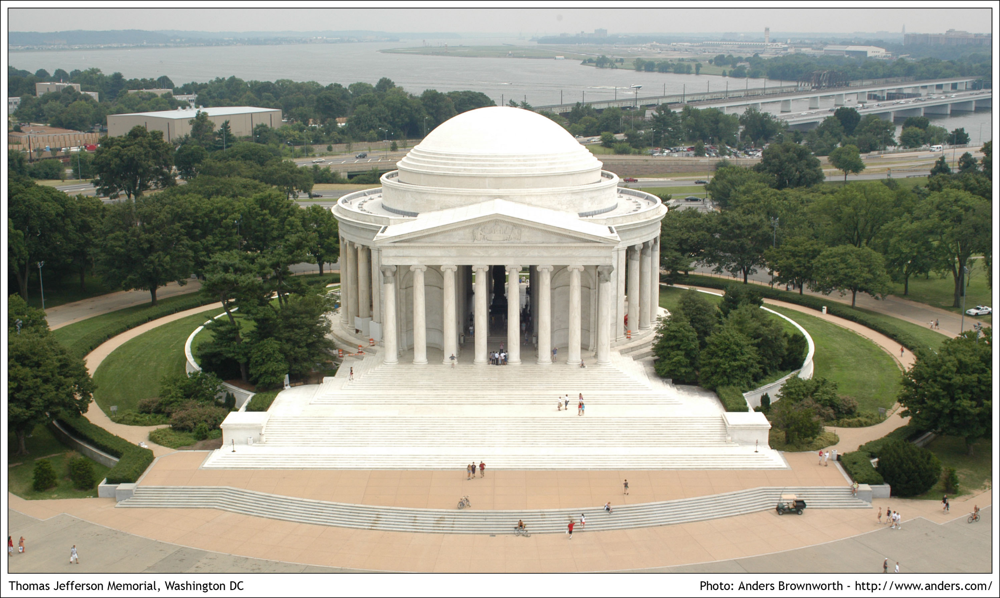 Thomas Jefferson Memorial, Washington DC
Photo: Anders Brownworth - http://www.anders.com/